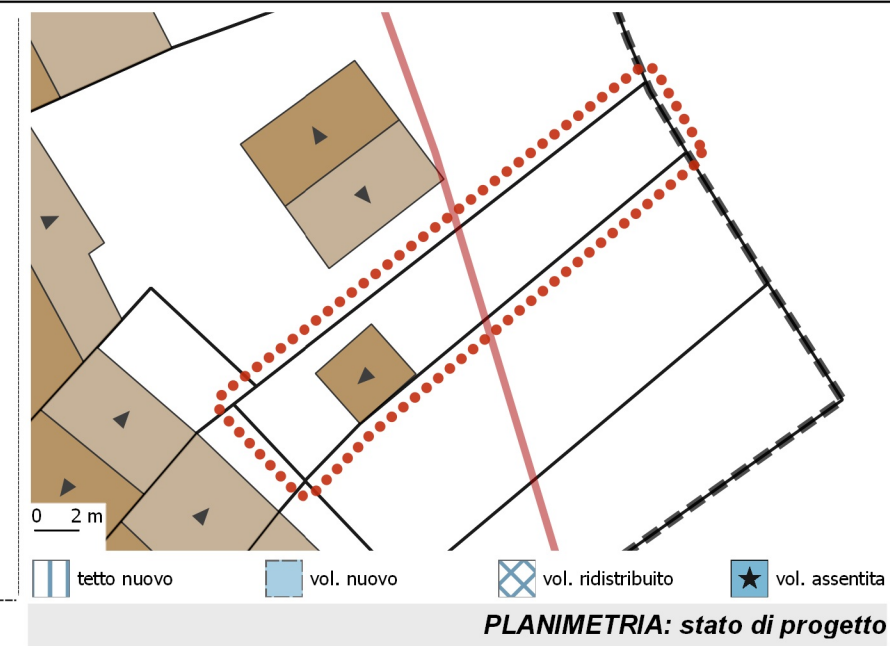 0 2 m
tetto nuovo vol. nuovo vol. ridistribuito vol. assentita
PLANIMETRIA: stato di progetto